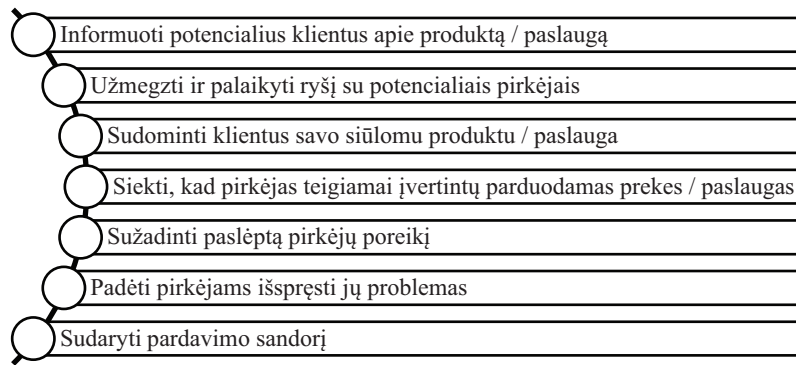 Informuoti potencialius klientus apie produktą / paslaugą
Užmegzti ir palaikyti ryšį su potencialiais pirkėjais
Sudominti klientus savo siūlomu produktu / paslauga
Siekti, kad pirkėjas teigiamai įvertintų parduodamas prekes / paslaugas
Sužadinti paslėptą pirkėjų poreikį
Padėti pirkėjams išspręsti jų problemas
Sudaryti pardavimo sandorį